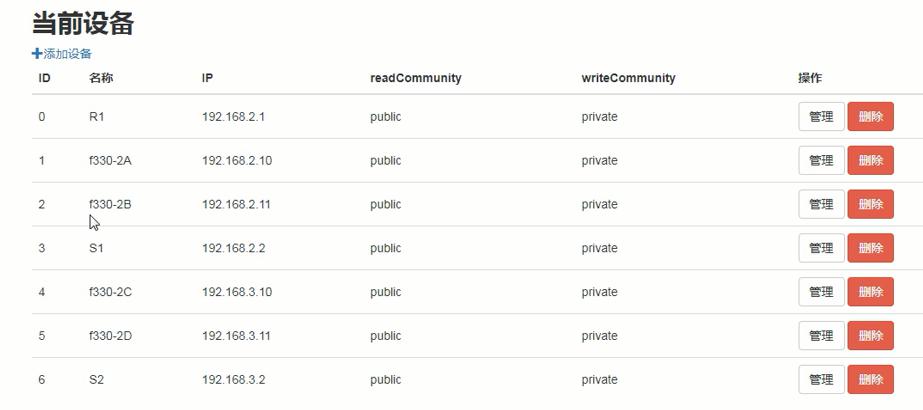 当前设备
+添加设备
ID 名称 IP readCommunity writeCommunity 操作
0 R1 192.168.2.1 public private 管理 删除
1 f330-2A 192.168.2.10 public private 管理 删除
2 f330-2B 192.168.2.11 public private 管理 删除
3 S1 192.168.2.2 public private 管理 删除
4 f330-2C 192.168.3.10 public private 管理 删除
5 f330-2D 192.168.3.11 public private 管理 删除
6 S2 192.168.3.2 public private 管理 删除